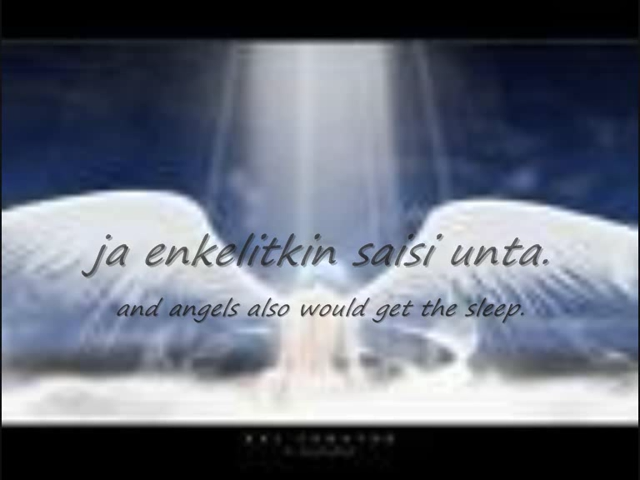 ja enkelitkin saisi unta.
and angels also would get the sleep.